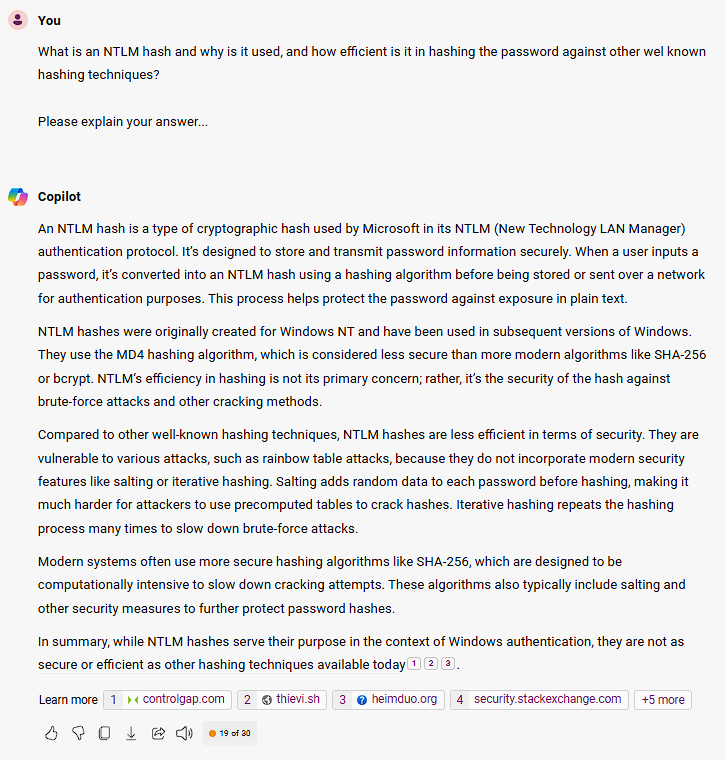 You
What is an NTLM hash and why is it used, and how efficient is it in hashing the password against other wel known
hashing techniques?
Please explain your answer...
Copilot
An NTLM hash is a type of cryptographic hash used by Microsoft in its NTLM (New Technology LAN Manager)
authentication protocol. It's designed to store and transmit password information securely. When a user inputs a
password, it's converted into an NTLM hash using a hashing algorithm before being stored or sent over a network
for authentication purposes. This process helps protect the password against exposure in plain text.
NTLM hashes were originally created for Windows NT and have been used in subsequent versions of Windows.
They use the MD4 hashing algorithm, which is considered less secure than more modern algorithms like SHA-256
or bcrypt. NTLM's efficiency in hashing is not its primary concern; rather, it's the security of the hash against
brute-force attacks and other cracking methods.
Compared to other well-known hashing techniques, NTLM hashes are less efficient in terms of security. They are
vulnerable to various attacks, such as rainbow table attacks, because they do not incorporate modern security
features like salting or iterative hashing. Salting adds random data to each password before hashing, making it
much harder for attackers to use precomputed tables to crack hashes. Iterative hashing repeats the hashing
process many times to slow down brute-force attacks.
Modern systems often use more secure hashing algorithms like SHA-256, which are designed to be
computationally intensive to slow down cracking attempts. These algorithms also typically include salting and
other security measures to further protect password hashes.
In summary, while NTLM hashes serve their purpose in the context of Windows authentication, they are not as
secure or efficient as other hashing techniques available today 1 2 3 .
Learn more 1 controlgap.com 2 thievi.sh 3 heimduo.org 4 security.stackexchange.com +5 more
19 of 30